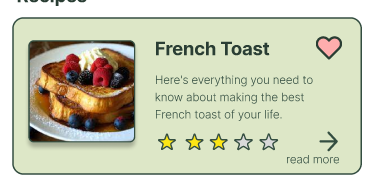 Recipes
French Toast
Here's everything you need to
know about making the best
French toast of your life.
read more